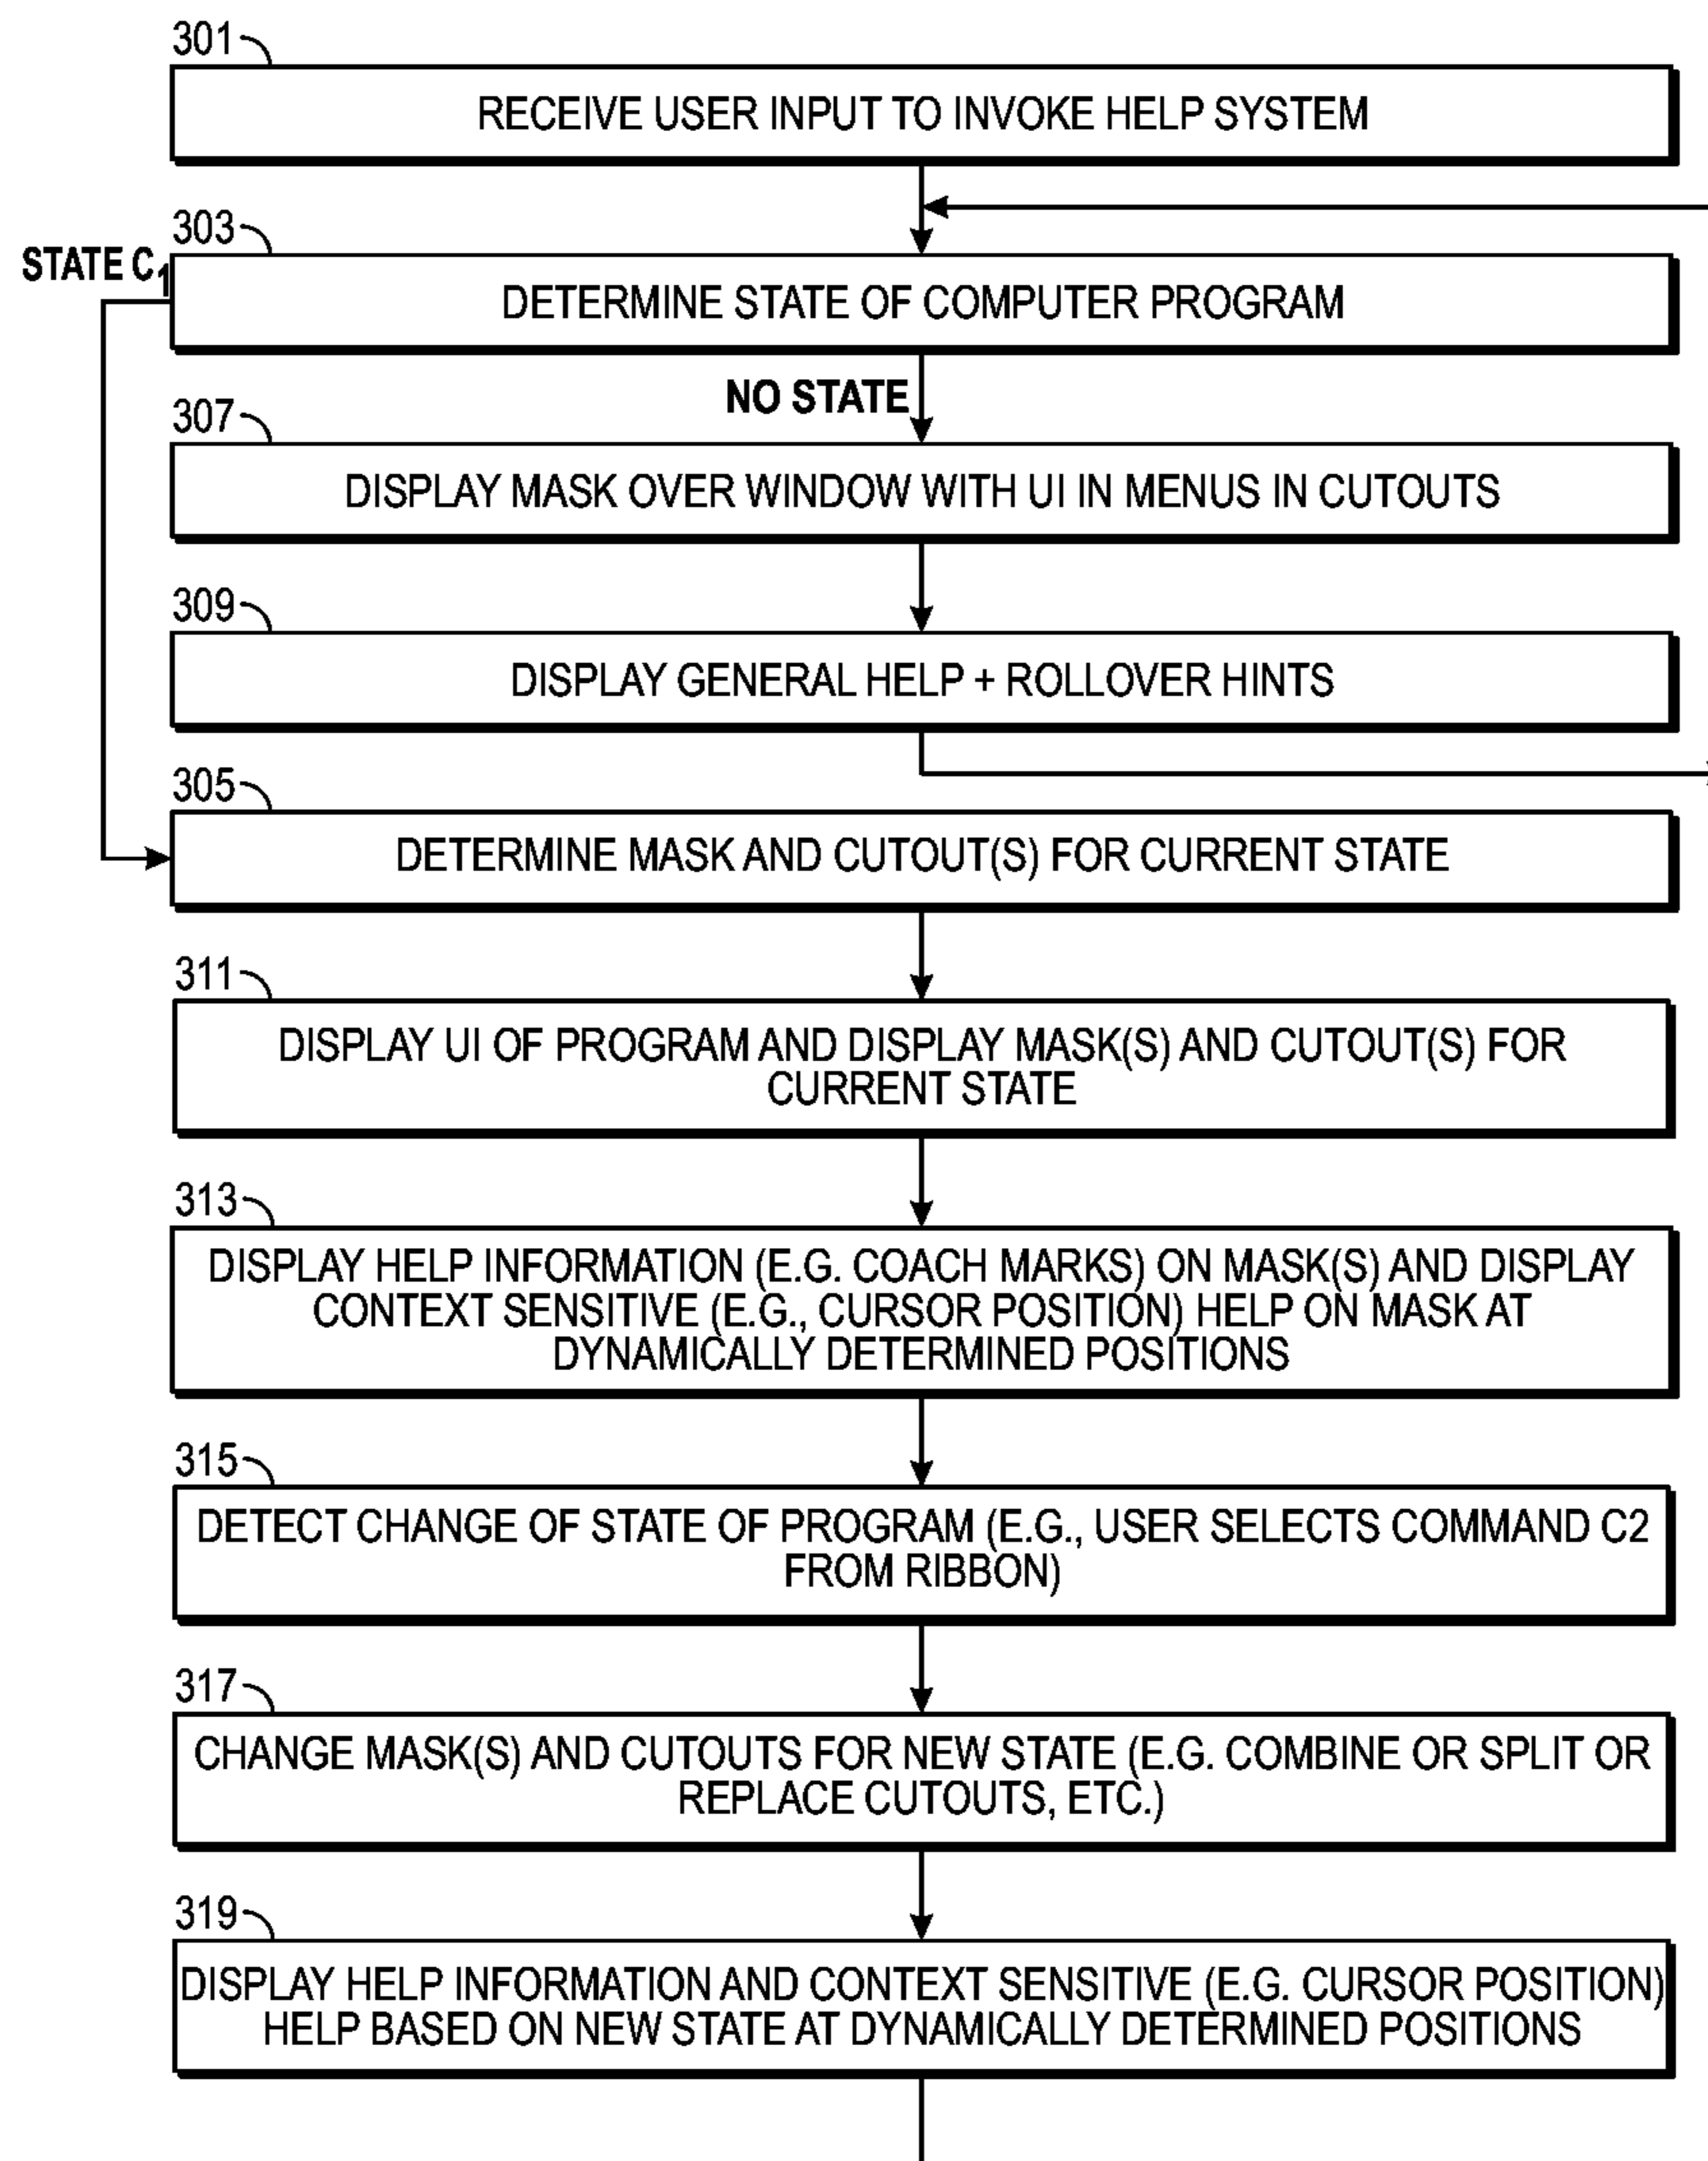 301
RECEIVE USER INPUT TO INVOKE HELP SYSTEM
303
STATE C1
DETERMINE STATE OF COMPUTER PROGRAM
NO STATE
307
DISPLAY MASK OVER WINDOW WITH UI IN MENUS IN CUTOUTS
309
DISPLAY GENERAL HELP + ROLLOVER HINTS
305
DETERMINE MASK AND CUTOUT(S) FOR CURRENT STATE
311
DISPLAY UI OF PROGRAM AND DISPLAY MASK(S) AND CUTOUT(S) FOR
CURRENT STATE
313
DISPLAY HELP INFORMATION (E.G. COACH MARKS) ON MASK(S) AND DISPLAY
CONTEXT SENSITIVE (E.G., CURSOR POSITION) HELP ON MASK AT
DYNAMICALLY DETERMINED POSITIONS
315
DETECT CHANGE OF STATE OF PROGRAM (E.G., USER SELECTS COMMAND C2
FROM RIBBON)
317
CHANGE MASK(S) AND CUTOUTS FOR NEW STATE (E.G. COMBINE OR SPLIT OR
REPLACE CUTOUTS, ETC.)
319
DISPLAY HELP INFORMATION AND CONTEXT SENSITIVE (E.G. CURSOR POSITION)
HELP BASED ON NEW STATE AT DYNAMICALLY DETERMINED POSITIONS